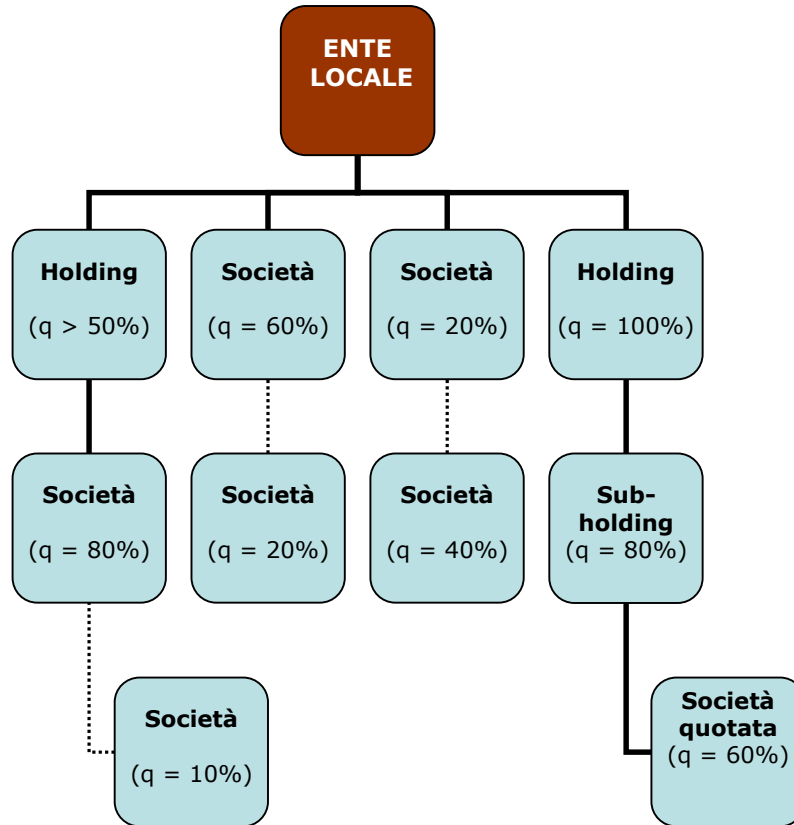 ENTE
LOCALE
Holding
(q > 50%)
Società
(q = 60%)
Società
(q = 20%)
Holding
(q = 100%)
Società
(q = 80%)
Società
(q = 20%)
Società
(q = 40%)
Sub-
holding
(q = 80%)
Società
(q = 10%)
Società
quotata
(q = 60%)